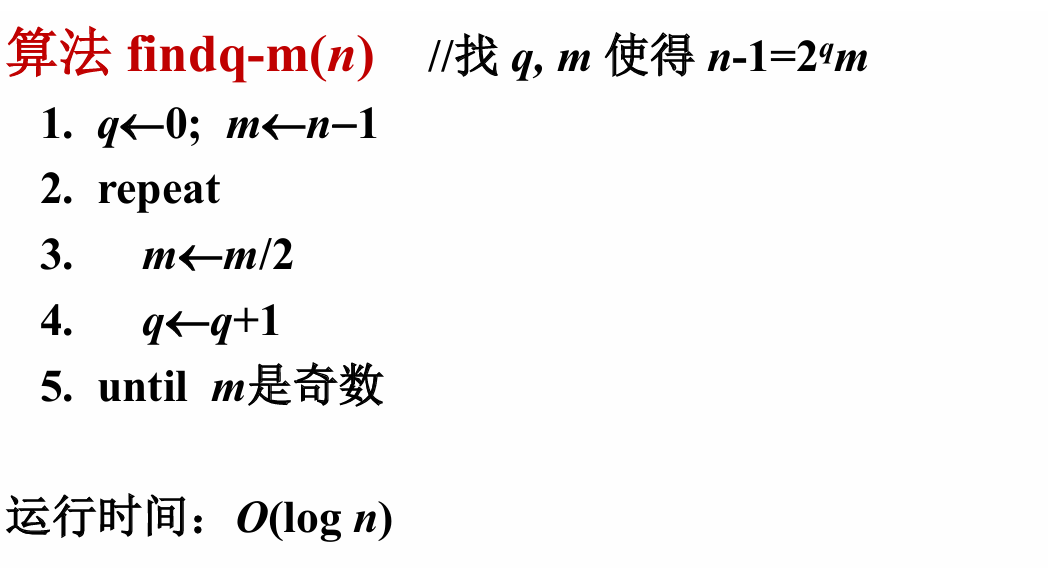 算法 findq-m(n) //找 q, m 使得 n-1=2^q m
1. q←0; m←n−1
2. repeat
3. m←m/2
4. q←q+1
5. until m是奇数
运行时间：O(log n)